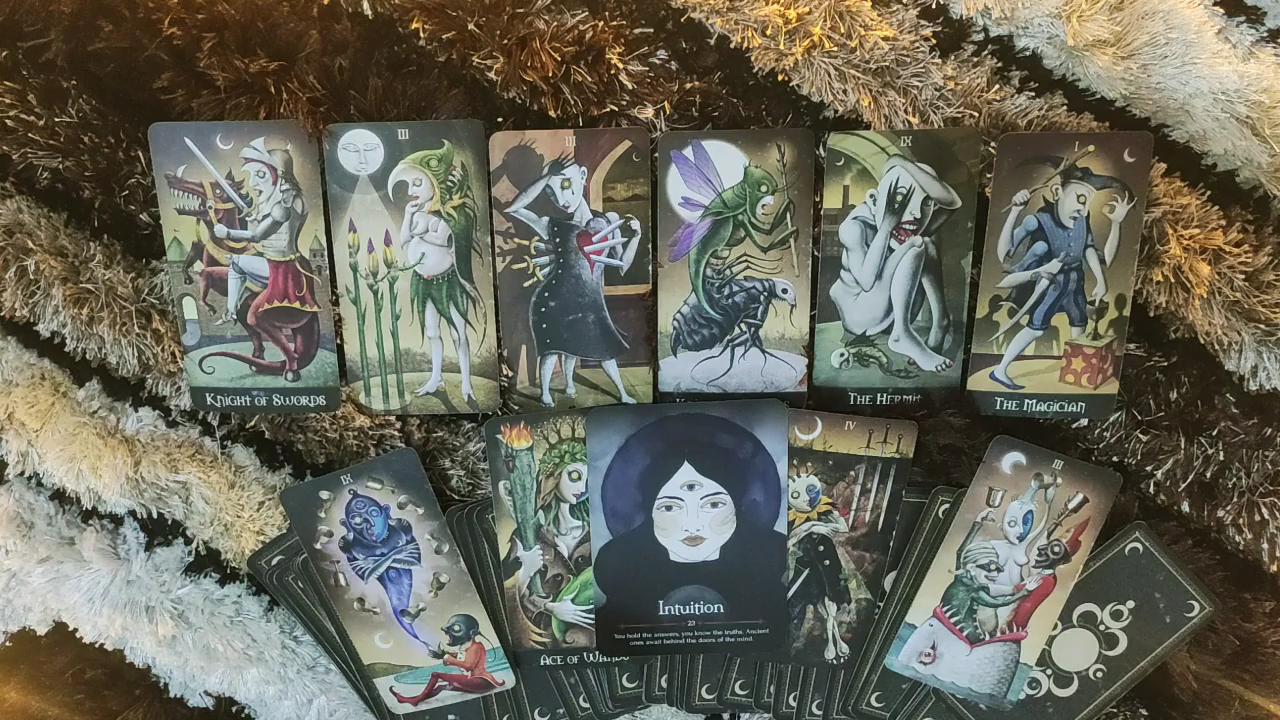 III
III
IX
I
KNIGHT OF SWORDS
THE HERMIT
THE MAGICIAN
IX
IV
III
ACE OF WANDS
Intuition
23
You hold the answers, you know the truths. Ancient
ones await behind the doors of the mind.